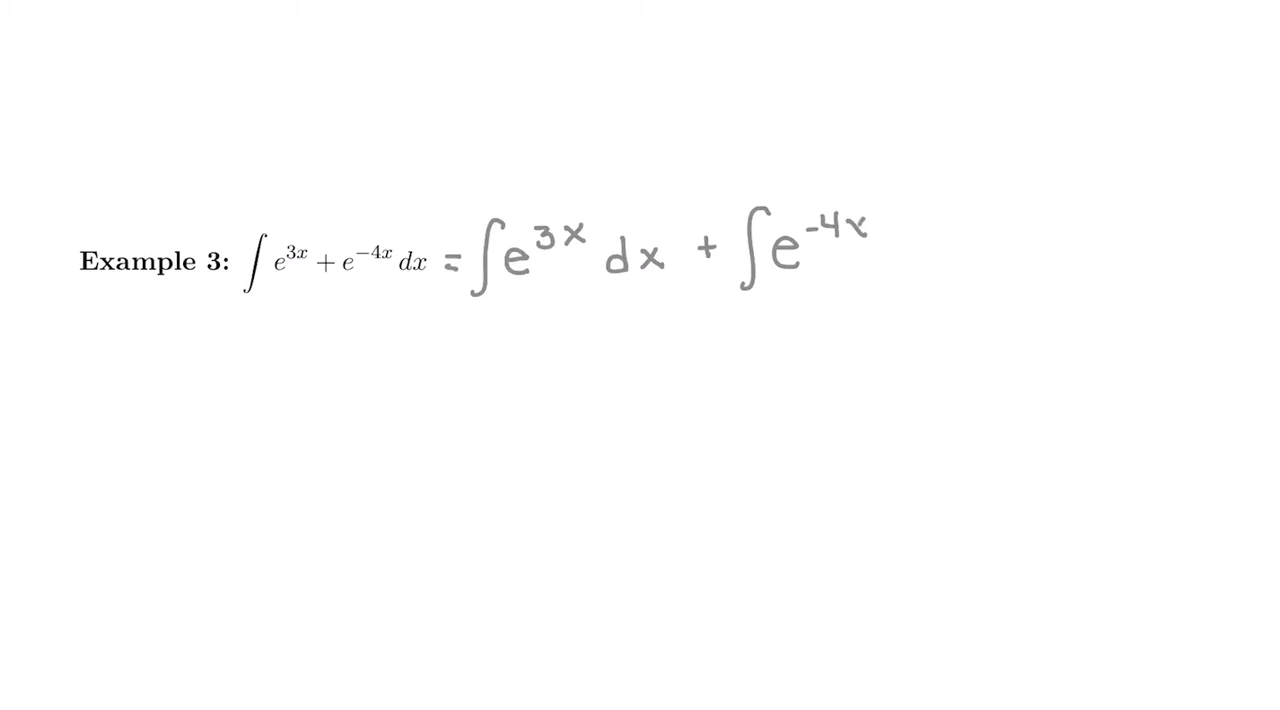 Example 3: ∫ e^{3x} + e^{-4x} dx = ∫ e^{3x} dx + ∫ e^{-4x}